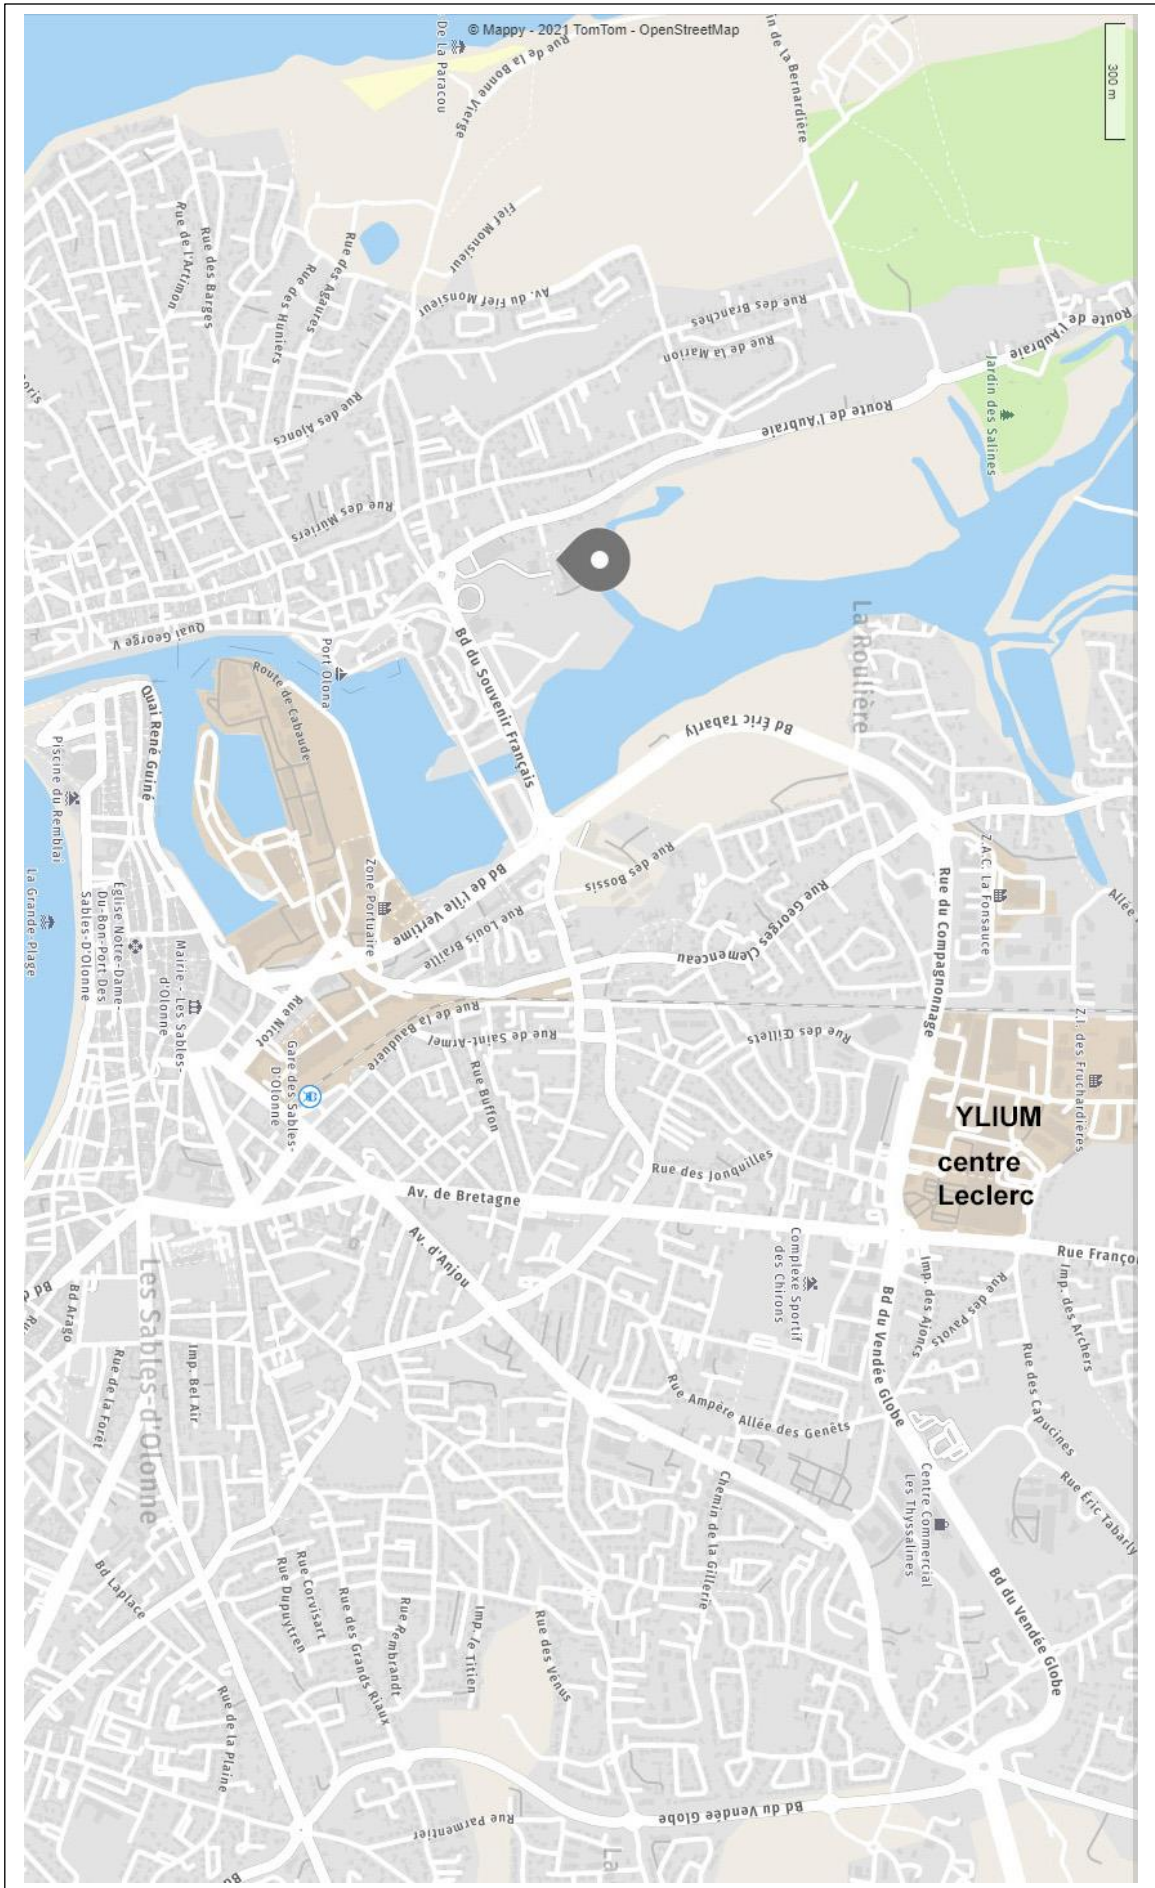 © Mappy - 2021 TomTom - OpenStreetMap
300 m
De La Paracou
Rue de la Bonne Vierge
in de la Bernardière
Rue de l'Artimon
Rue des Barges
Rue des Huniers
Rue des Agaures
Fief Monsieur
Av. du Fief Monsieur
Rue des Branches
Rue de la Marion
Route de l'Aubraie
Route de l'Aubraie
Jardin des Salines
oris
Rue des Ajoncs
Rue des Muriers
Quai George V
Port Olona
Bd du Souvenir Français
La Roulière
Bd Éric Tabarly
Route de Cabaude
Quai René Guiné
Piscine du Remblai
La Grande-Plage
Église Notre-Dame-
Du-Bon-Port Des
Sables-D'Olonne
Mairie - Les Sables-
d'Olonne
Zone Portuaire
Bd de l'Ile Vertime
Rue Louis Braille
Rue des Bossis
Rue Georges Clemenceau
Rue du Compagnonnage
Z.A.C. La Fonsauce
Allée
Z.I. des Fruchardières
Rue Nicot
Gare des Sables-
D'Olonne
Rue de la Bauduère
Rue de Saint-Armel
Rue Buffon
Rue des Œillets
Rue des Jonquilles
YLIUM
centre
Leclerc
Av. de Bretagne
Av. d'Anjou
Complexe Sportif
des Chirons
Rue Franço
Imp. des Ajoncs
Rue des Pavots
Imp. des Archers
Bd du Vendée Globe
Rue des Capucines
Rue Éric Tabarly
Les Sables-d'Olonne
Bd d
Ru
Bd Arago
Rue de la Forêt
Imp. Bel Air
Rue Ampère
Allée des Genêts
Centre Commercial
Les Thyssalines
Chemin de la Gillerie
Bd du Vendée Globe
Bd Laplace
Rue Dupuytren
Rue Corvisart
Rue des Grands Riaux
Rue Rembrandt
Imp. le Titien
Rue des Vénus
Rue de la Plaine
Rue Parmentier
Bd du Vendée Globe
La
Bd